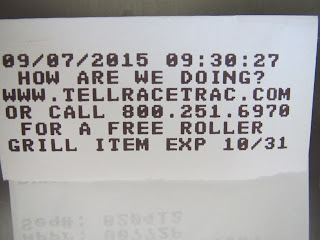 09/07/2015 09:30:27
HOW ARE WE DOING?
WWW.TELLRACETRAC.COM
OR CALL 800.251.6970
FOR A FREE ROLLER
GRILL ITEM EXP 10/31